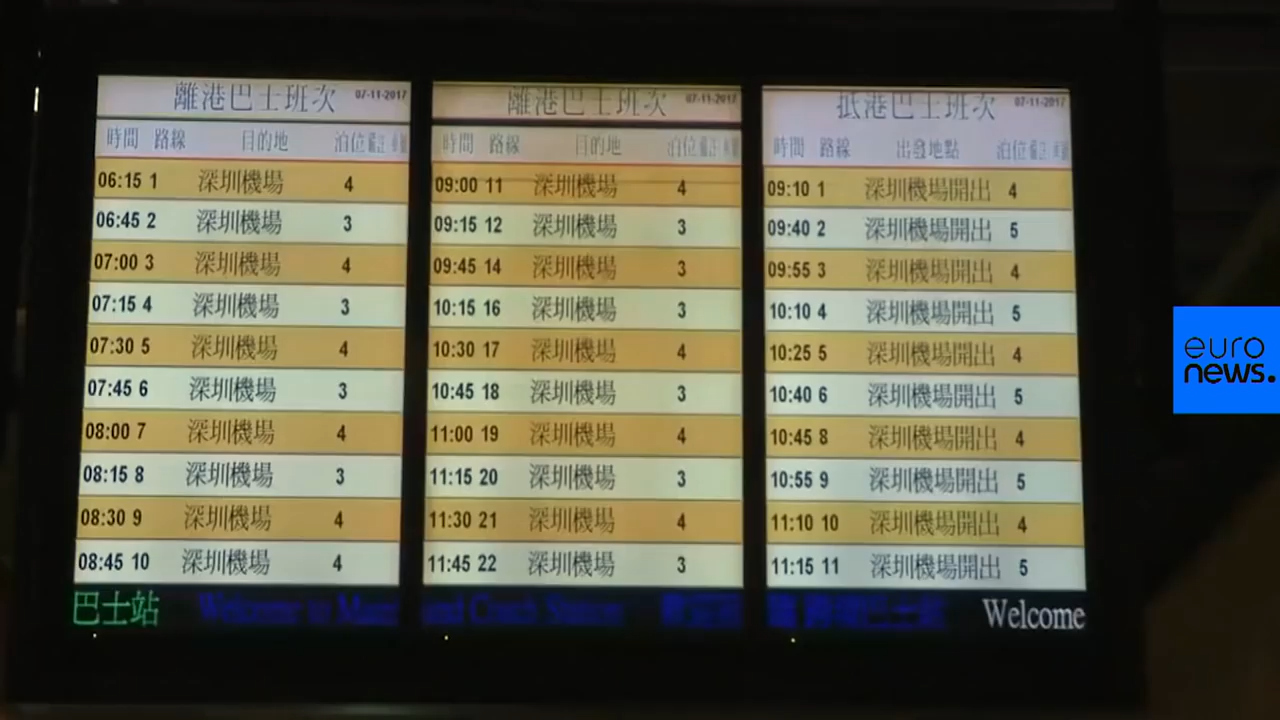 離港巴士班次 07-11-2017
時間 路線 目的地 泊位
06:15 1 深圳機場 4
06:45 2 深圳機場 3
07:00 3 深圳機場 4
07:15 4 深圳機場 3
07:30 5 深圳機場 4
07:45 6 深圳機場 3
08:00 7 深圳機場 4
08:15 8 深圳機場 3
08:30 9 深圳機場 4
08:45 10 深圳機場 4
離港巴士班次 07-11-2017
時間 路線 目的地 泊位
09:00 11 深圳機場 4
09:15 12 深圳機場 3
09:45 14 深圳機場 3
10:15 16 深圳機場 3
10:30 17 深圳機場 4
10:45 18 深圳機場 3
11:00 19 深圳機場 4
11:15 20 深圳機場 3
11:30 21 深圳機場 4
11:45 22 深圳機場 3
抵港巴士班次 07-11-2017
時間 路線 出發地點 泊位
09:10 1 深圳機場開出 4
09:40 2 深圳機場開出 5
09:55 3 深圳機場開出 4
10:10 4 深圳機場開出 5
10:25 5 深圳機場開出 4
10:40 6 深圳機場開出 5
10:45 8 深圳機場開出 4
10:55 9 深圳機場開出 5
11:10 10 深圳機場開出 4
11:15 11 深圳機場開出 5
巴士站 Welcome to and Coach Station Welcome
euro
news.